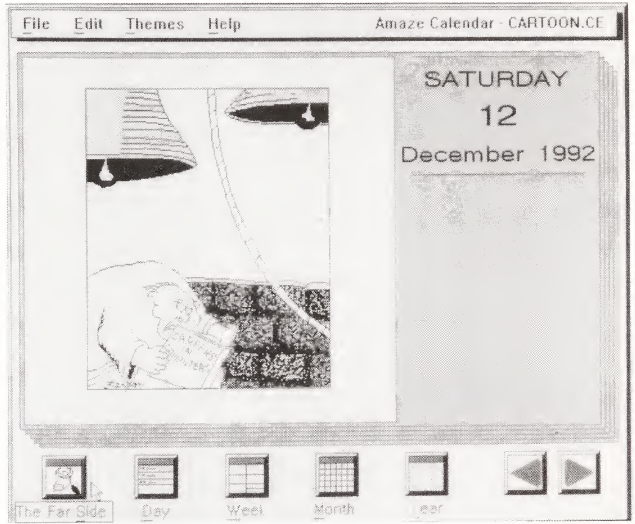 File Edit Themes Help Amaze Calendar - CARTOON.CE
SATURDAY
12
December 1992
The Far Side Day Week Month Year